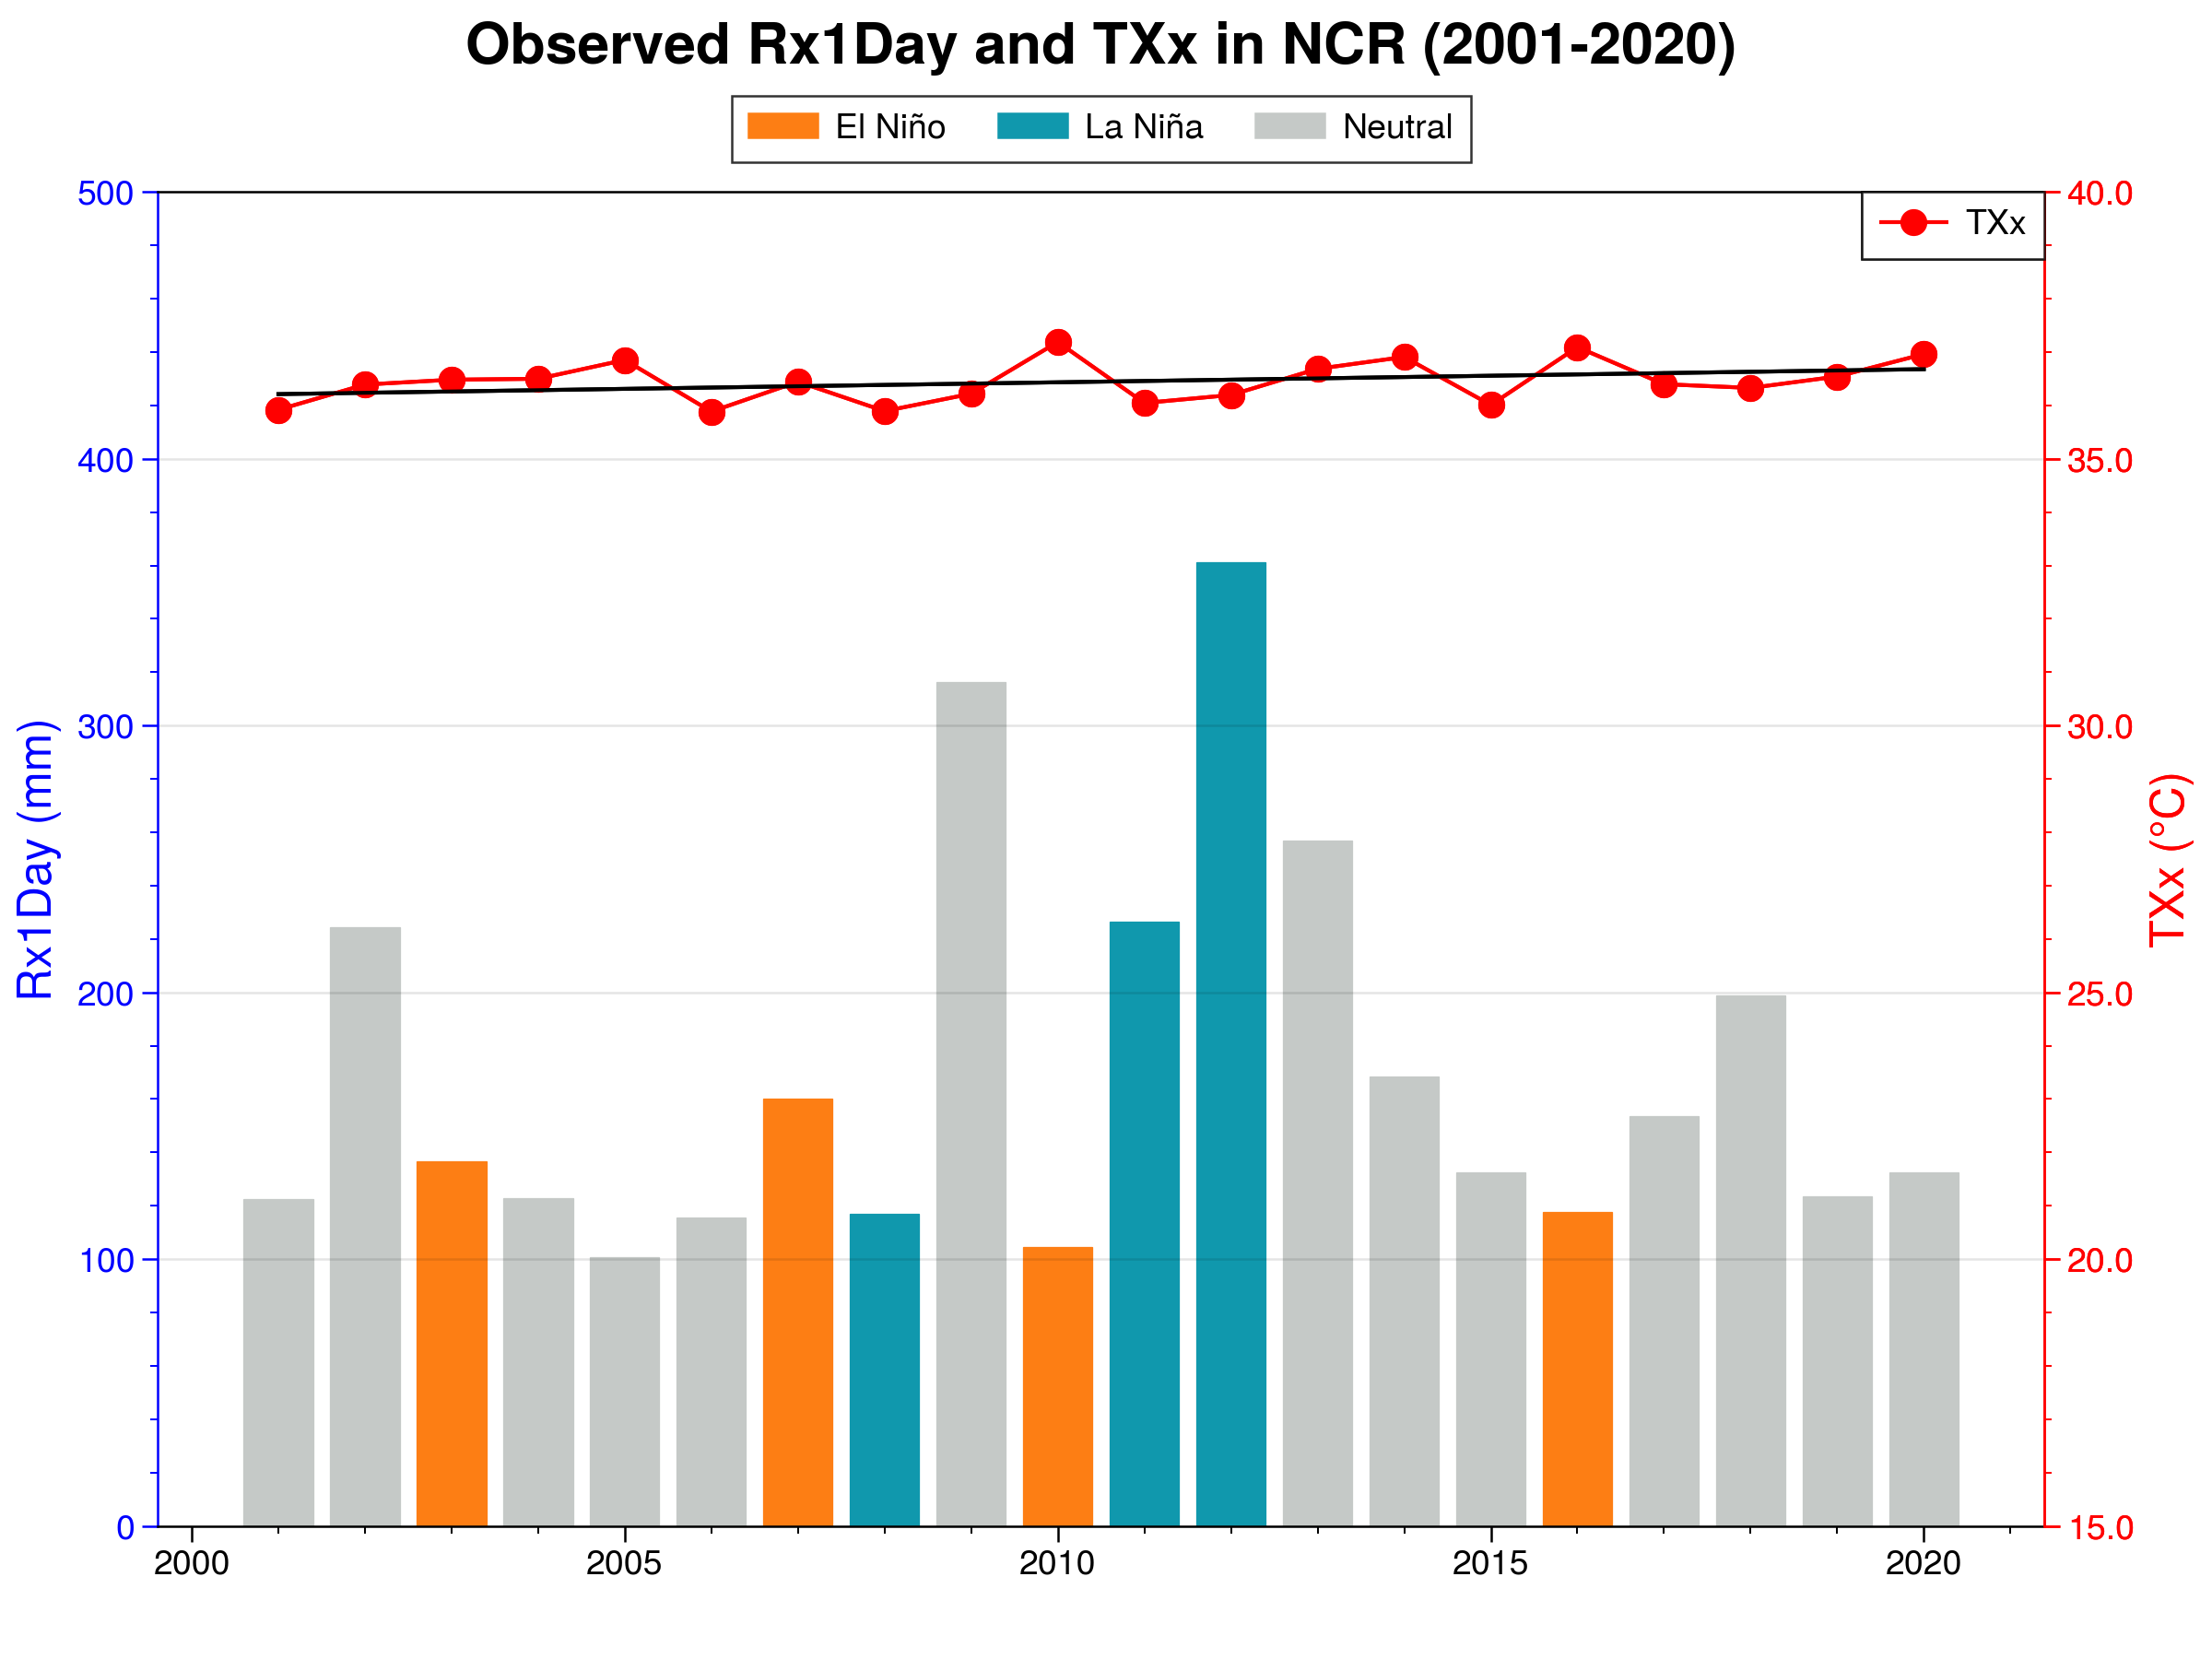 Observed Rx1Day and TXx in NCR (2001-2020)
El Niño La Niña Neutral
TXx
500
400
300
200
100
0
Rx1Day (mm)
40.0
35.0
30.0
25.0
20.0
15.0
TXx (°C)
2000 2005 2010 2015 2020